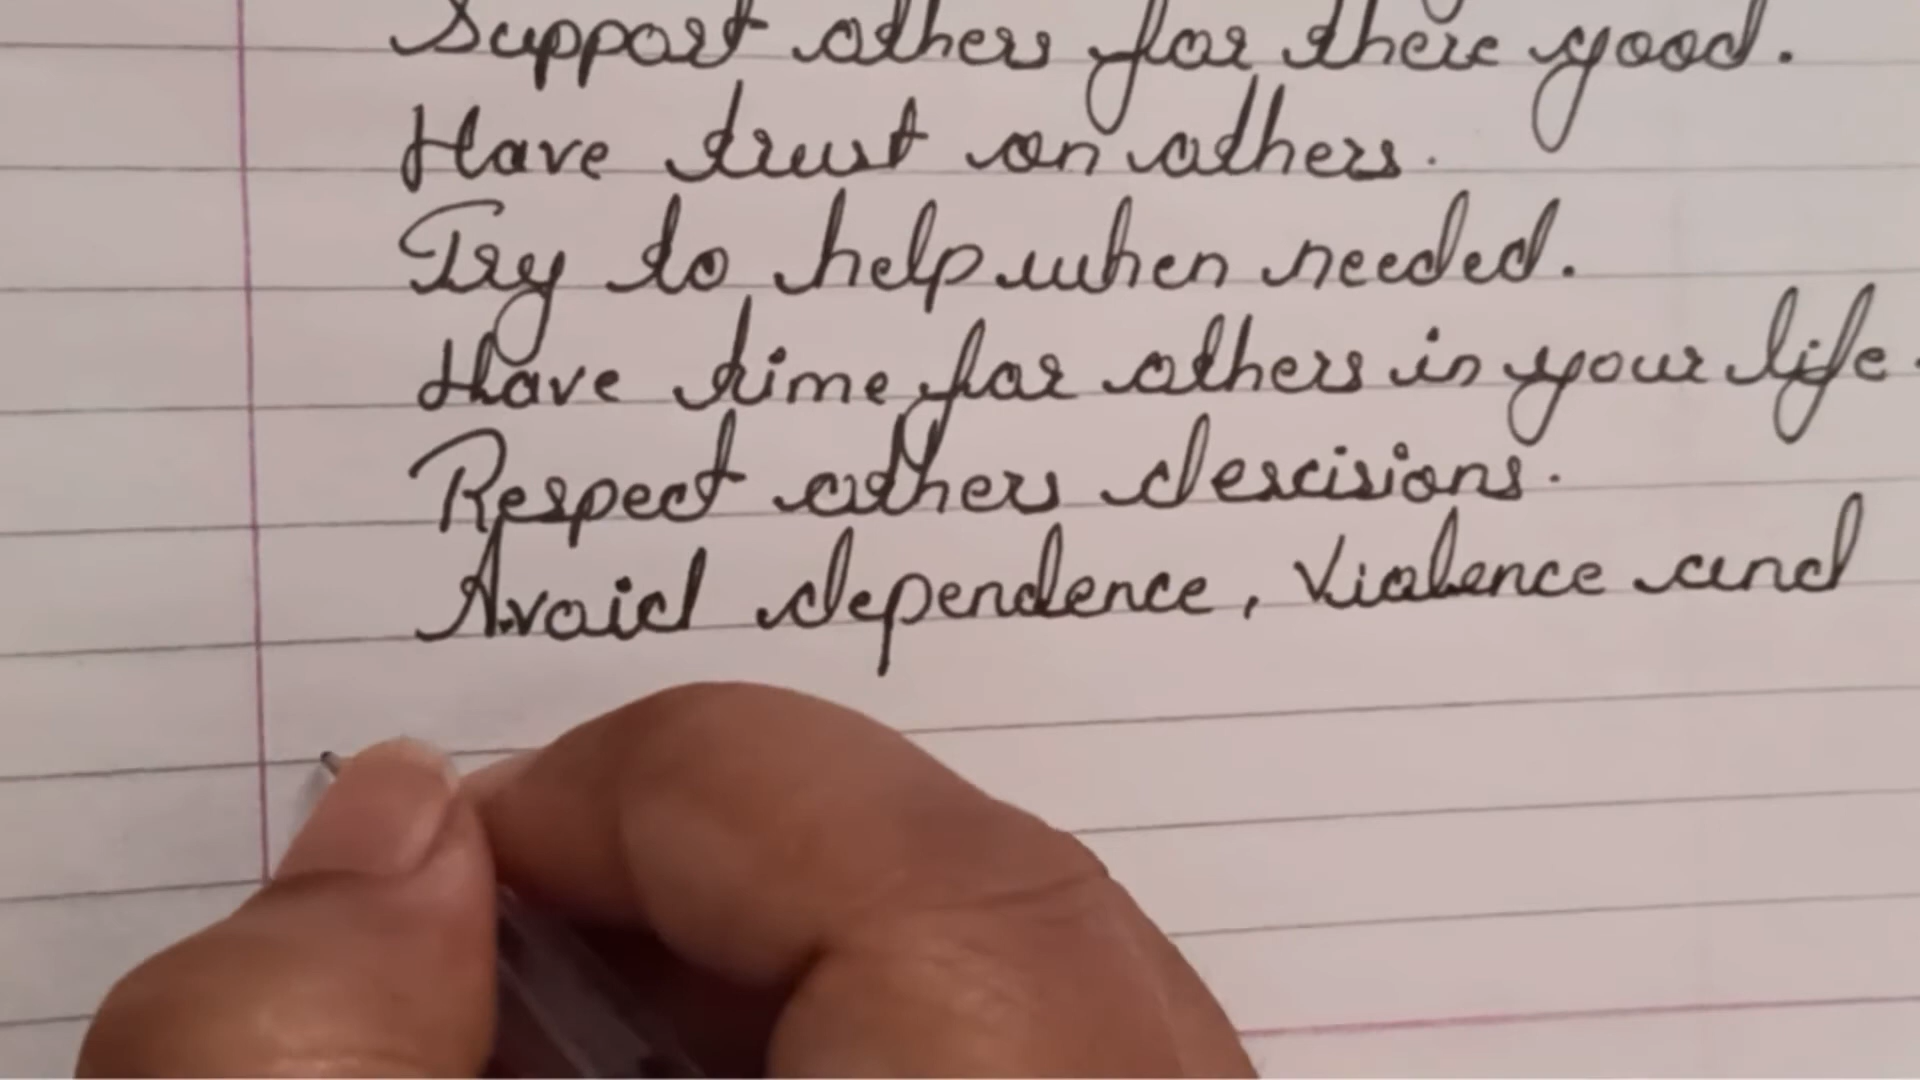 Support others for there good.
Have trust on others.
Try to help when needed.
Have time for others in your life.
Respect others descisions.
Avoid dependence, Violence and